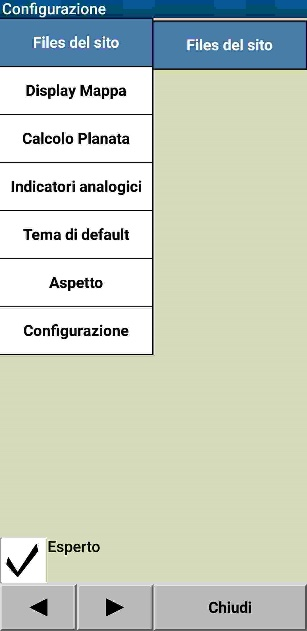 Configurazione
Files del sito
Files del sito
Display Mappa
Calcolo Planata
Indicatori analogici
Tema di default
Aspetto
Configurazione
Esperto
Chiudi